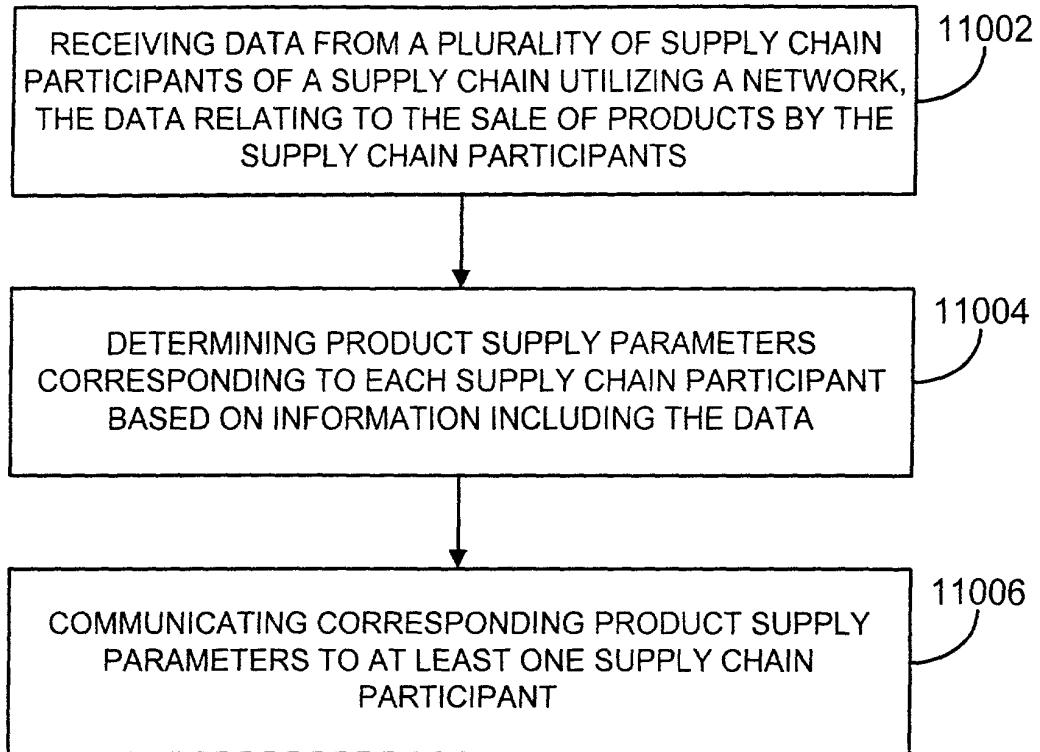 RECEIVING DATA FROM A PLURALITY OF SUPPLY CHAIN
PARTICIPANTS OF A SUPPLY CHAIN UTILIZING A NETWORK,
THE DATA RELATING TO THE SALE OF PRODUCTS BY THE
SUPPLY CHAIN PARTICIPANTS
11002
DETERMINING PRODUCT SUPPLY PARAMETERS
CORRESPONDING TO EACH SUPPLY CHAIN PARTICIPANT
BASED ON INFORMATION INCLUDING THE DATA
11004
COMMUNICATING CORRESPONDING PRODUCT SUPPLY
PARAMETERS TO AT LEAST ONE SUPPLY CHAIN
PARTICIPANT
11006